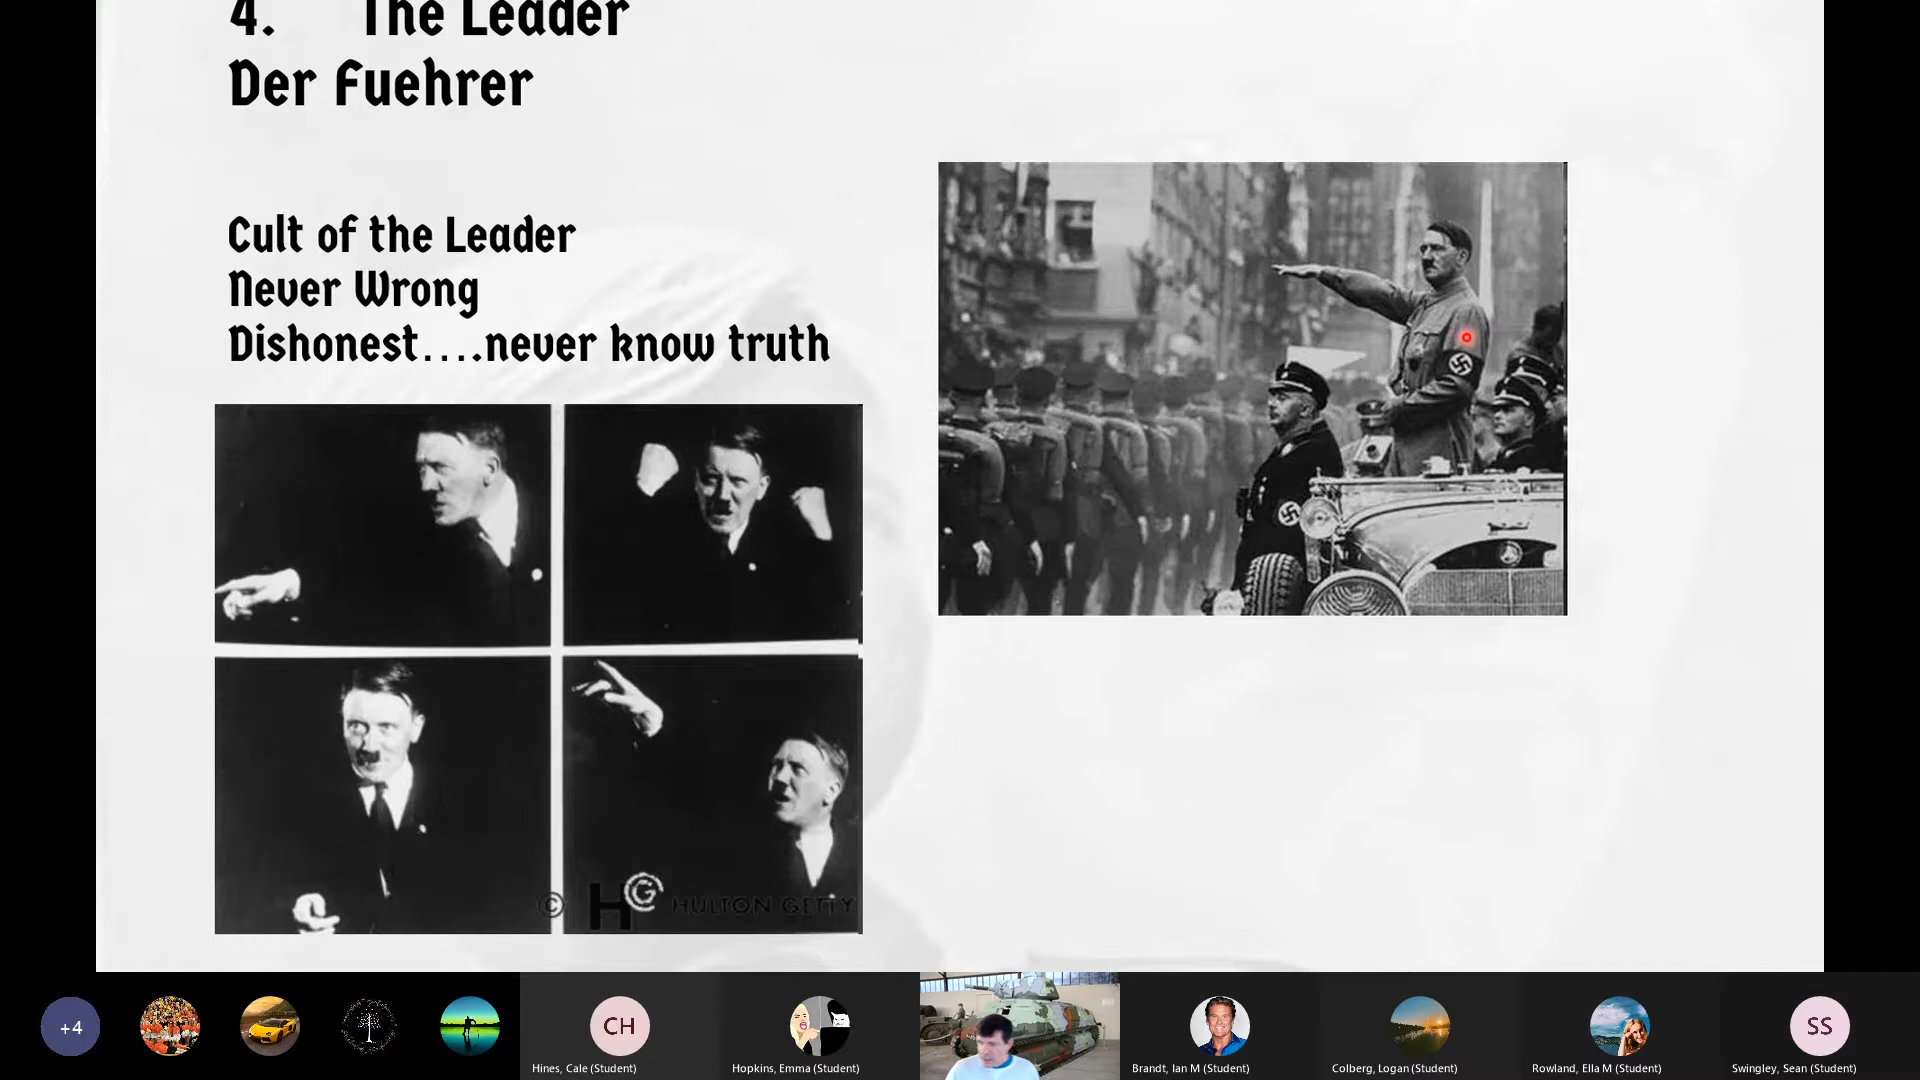 4. The Leader
Der Fuehrer
Cult of the Leader
Never Wrong
Dishonest....never know truth
© HG HULTON GETTY
+4
CH
SS
Hines, Cale (Student)
Hopkins, Emma (Student)
Brandt, Ian M (Student)
Colberg, Logan (Student)
Rowland, Ella M (Student)
Swingley, Sean (Student)